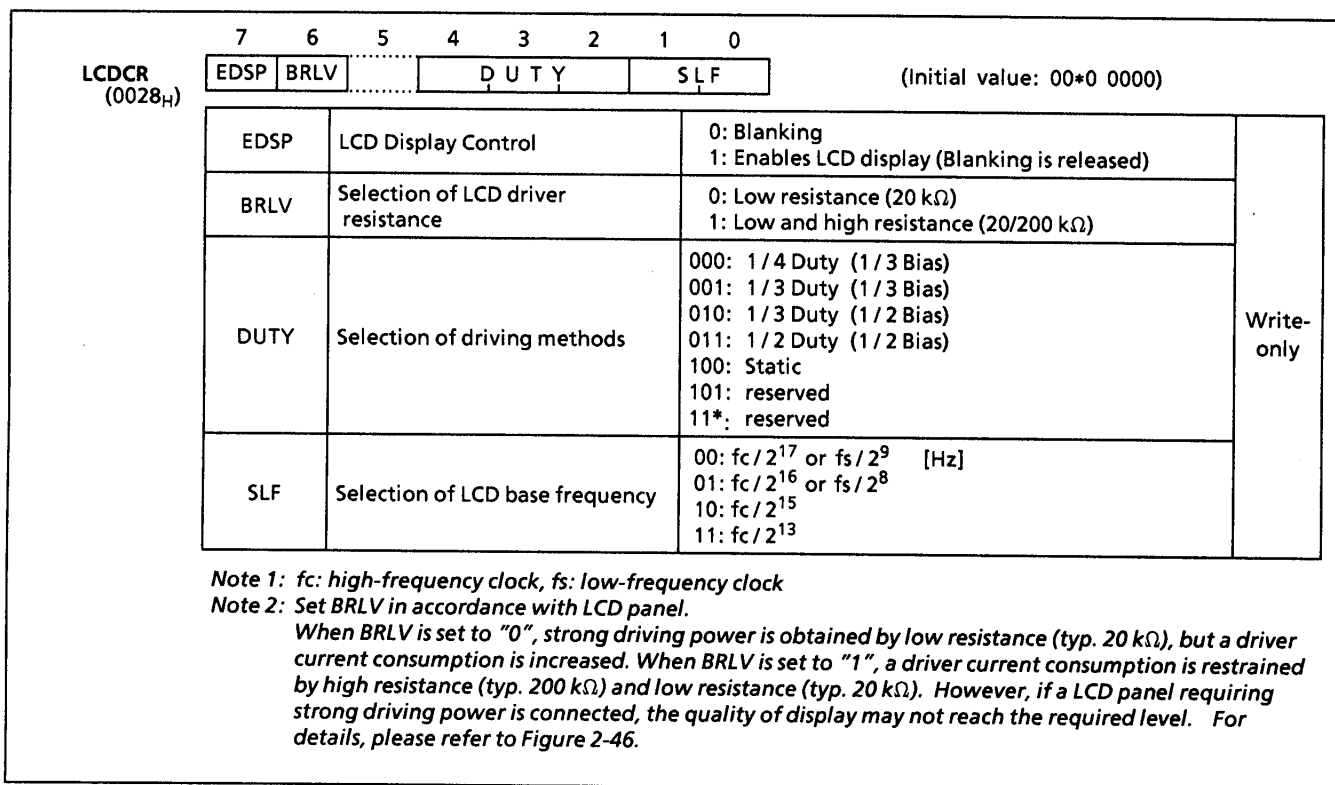 7 6 5 4 3 2 1 0
LCDCR EDSP BRLV DUTY SLF (Initial value: 00*0 0000)
(0028H)
EDSP LCD Display Control 0: Blanking
1: Enables LCD display (Blanking is released)
BRLV Selection of LCD driver resistance 0: Low resistance (20 kΩ)
1: Low and high resistance (20/200 kΩ)
DUTY Selection of driving methods 000: 1/4 Duty (1/3 Bias)
001: 1/3 Duty (1/3 Bias)
010: 1/3 Duty (1/2 Bias)
011: 1/2 Duty (1/2 Bias)
100: Static
101: reserved
11*: reserved
Write-only
SLF Selection of LCD base frequency 00: fc/2^17 or fs/2^9 [Hz]
01: fc/2^16 or fs/2^8
10: fc/2^15
11: fc/2^13
Note 1: fc: high-frequency clock, fs: low-frequency clock
Note 2: Set BRLV in accordance with LCD panel.
When BRLV is set to "0", strong driving power is obtained by low resistance (typ. 20 kΩ), but a driver
current consumption is increased. When BRLV is set to "1", a driver current consumption is restrained
by high resistance (typ. 200 kΩ) and low resistance (typ. 20 kΩ). However, if a LCD panel requiring
strong driving power is connected, the quality of display may not reach the required level. For
details, please refer to Figure 2-46.